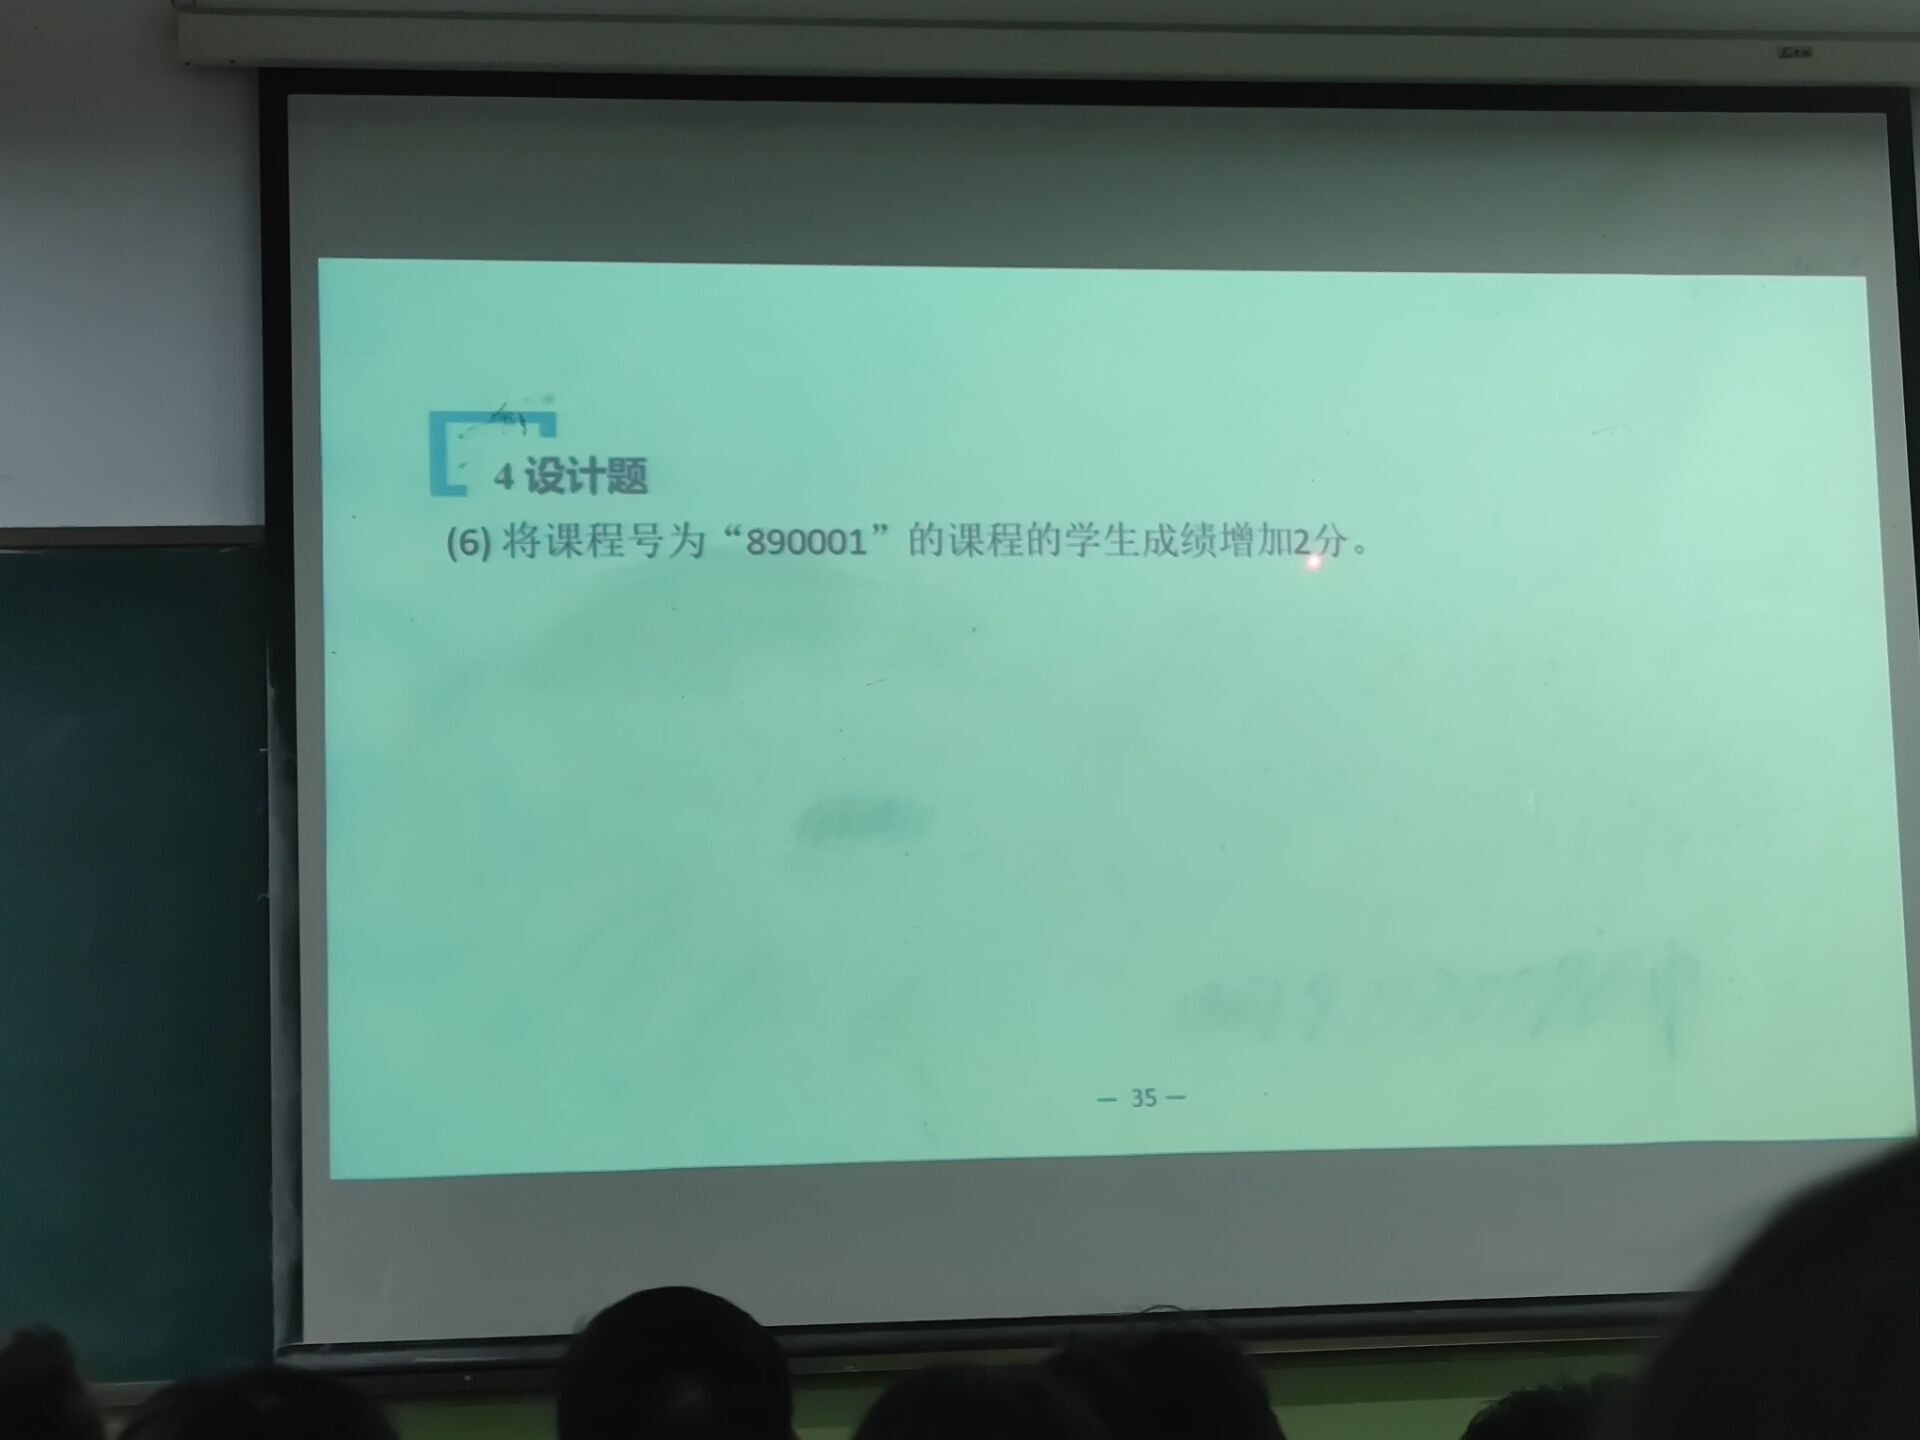 4 设计题
(6) 将课程号为“890001”的课程的学生成绩增加2分。
— 35 —